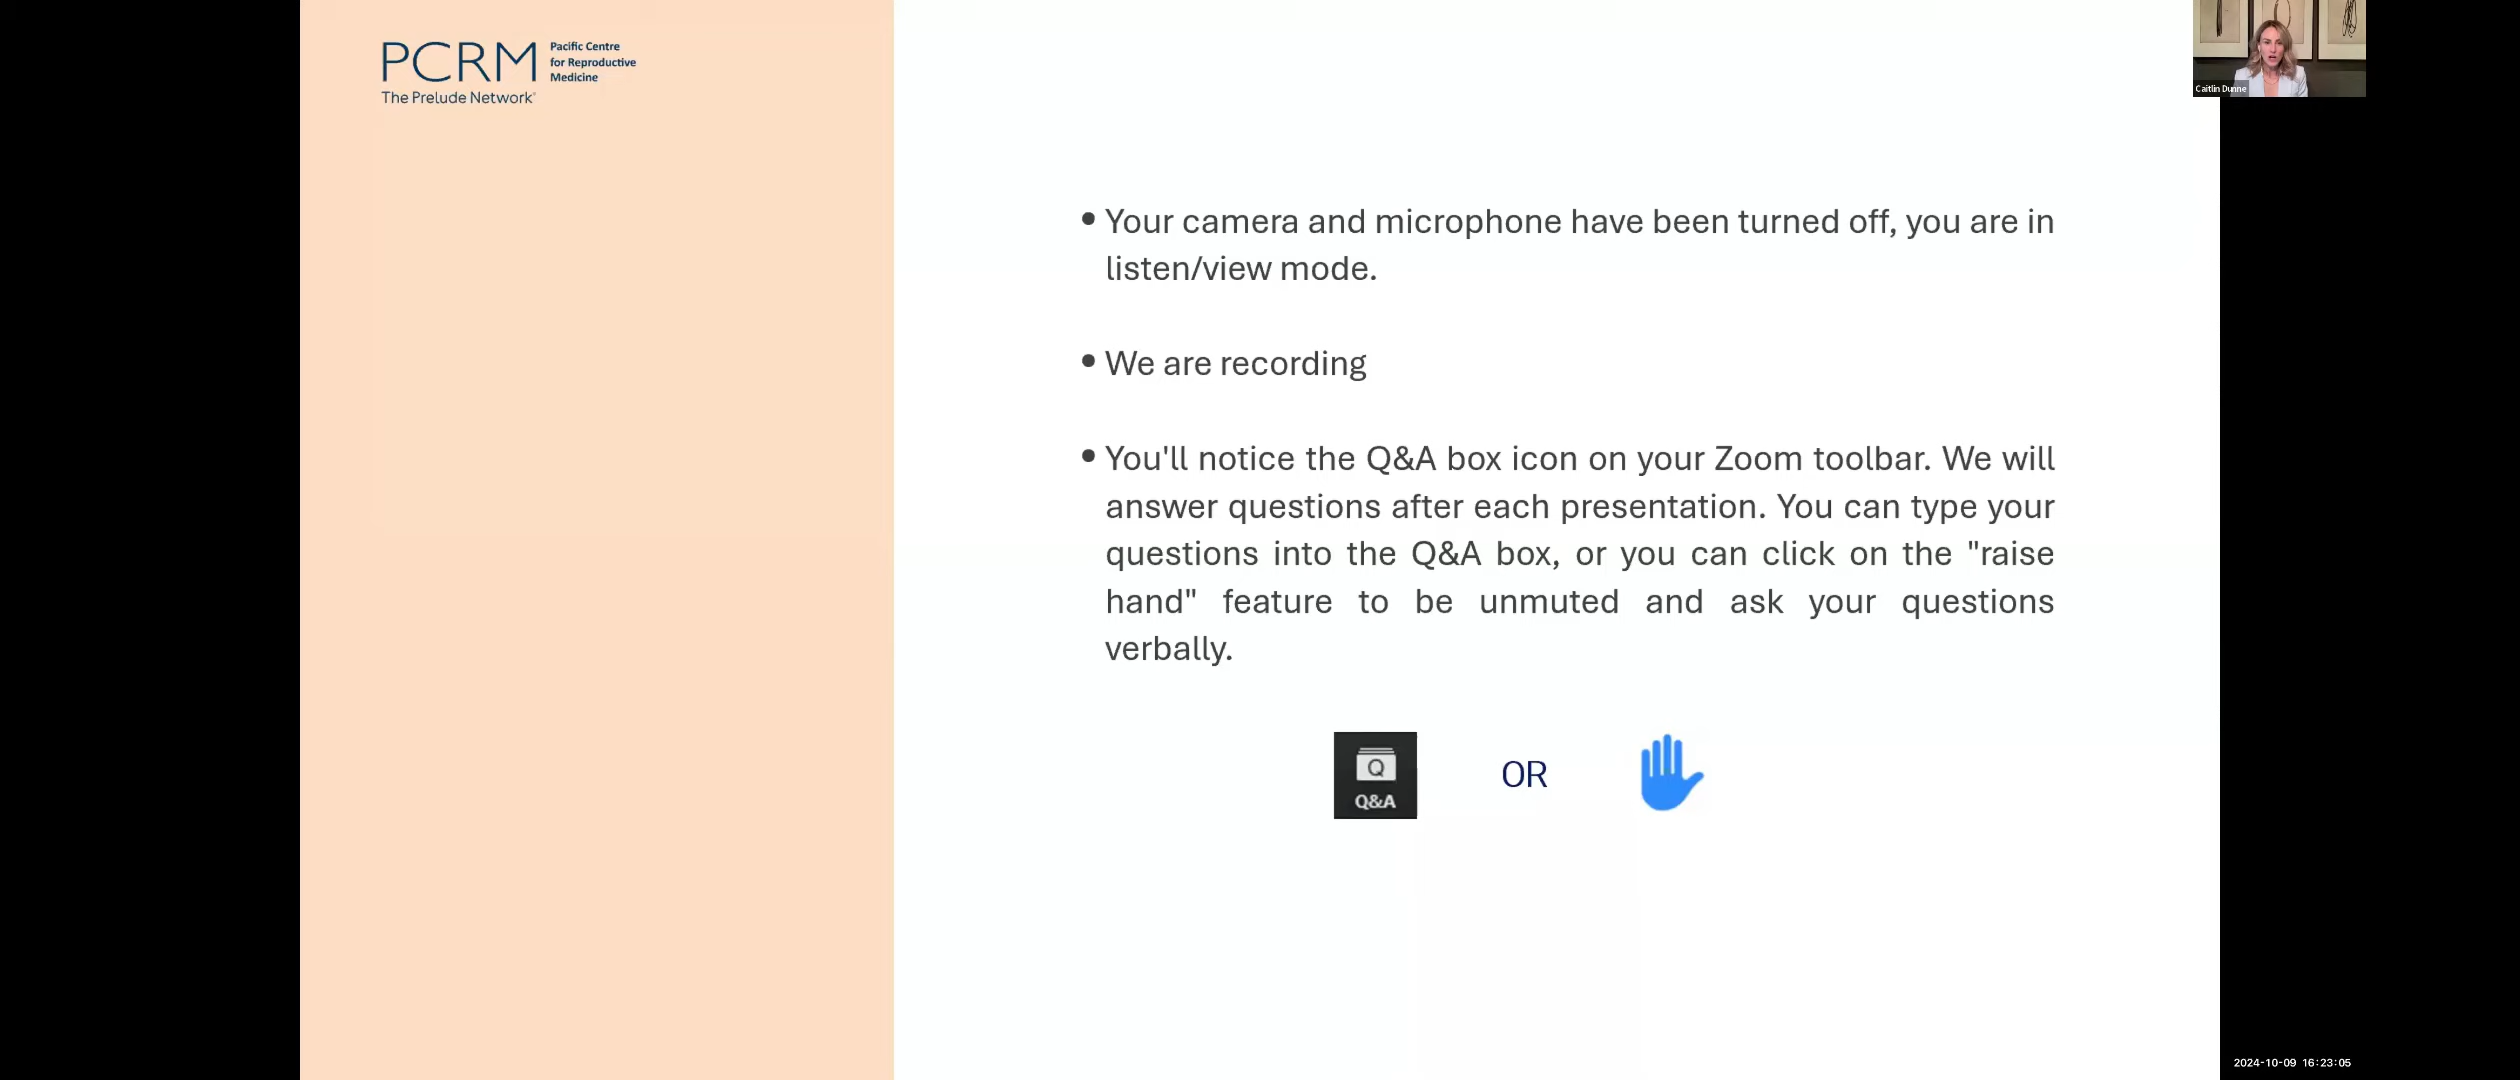 PCRM
Pacific Centre
for Reproductive
Medicine
The Prelude Network®
Caitlin Dunne
• Your camera and microphone have been turned off, you are in
listen/view mode.
• We are recording
• You'll notice the Q&A box icon on your Zoom toolbar. We will
answer questions after each presentation. You can type your
questions into the Q&A box, or you can click on the "raise
hand" feature to be unmuted and ask your questions
verbally.
Q
Q&A
OR
2024-10-09 16:23:05